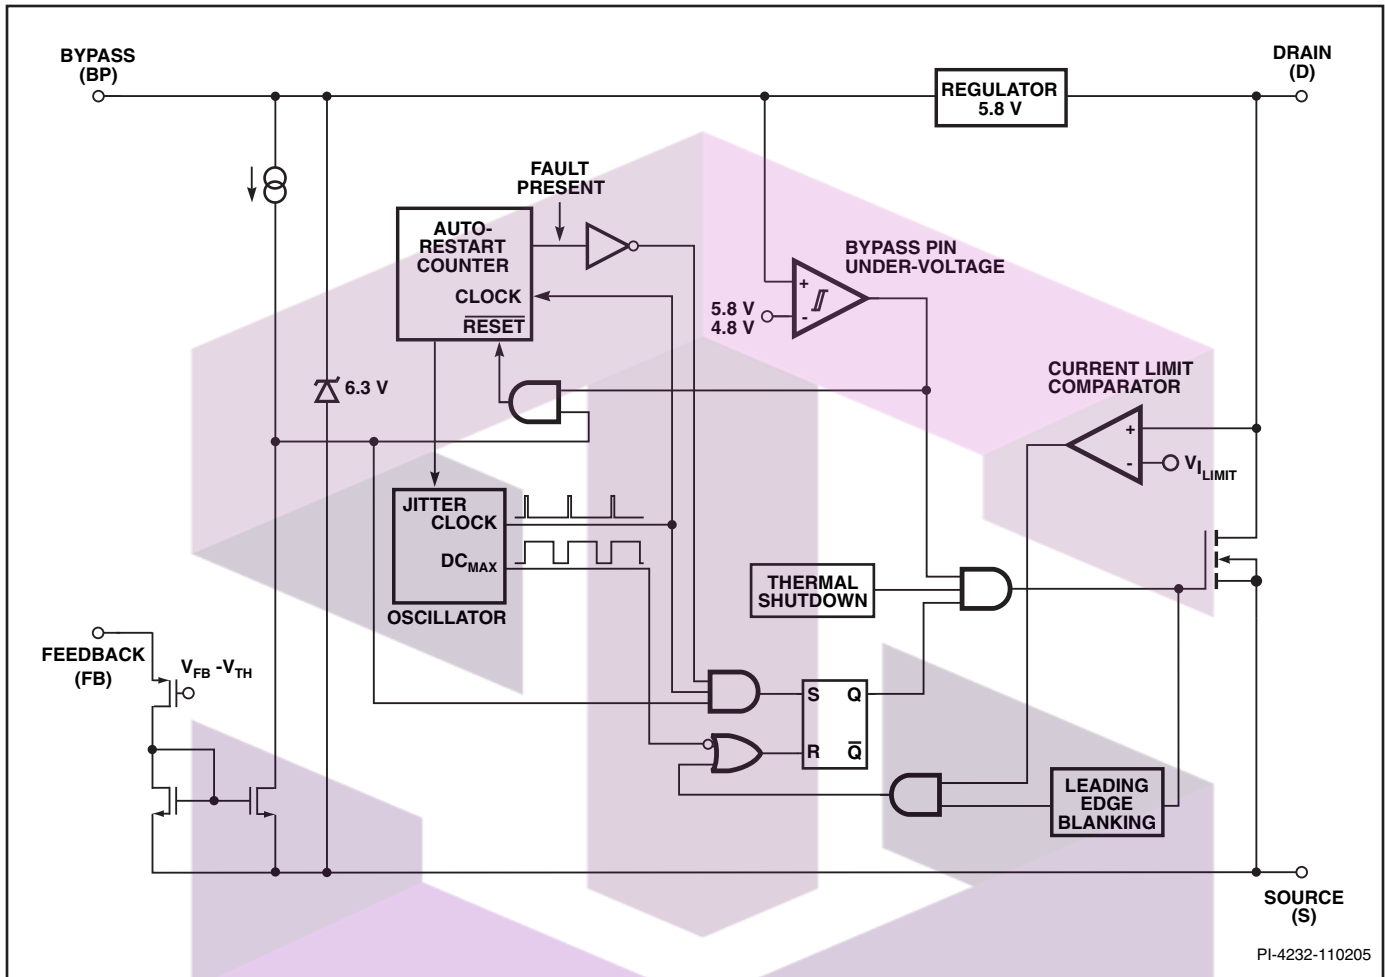 BYPASS
(BP)
DRAIN
(D)
REGULATOR
5.8 V
FAULT
PRESENT
AUTO-
RESTART
COUNTER
CLOCK
RESET
BYPASS PIN
UNDER-VOLTAGE
+
-
5.8 V
4.8 V
6.3 V
CURRENT LIMIT
COMPARATOR
+
-
VILIMIT
JITTER
CLOCK
DCMAX
OSCILLATOR
THERMAL
SHUTDOWN
FEEDBACK
(FB)
VFB -VTH
S Q
R Q̅
LEADING
EDGE
BLANKING
SOURCE
(S)
PI-4232-110205